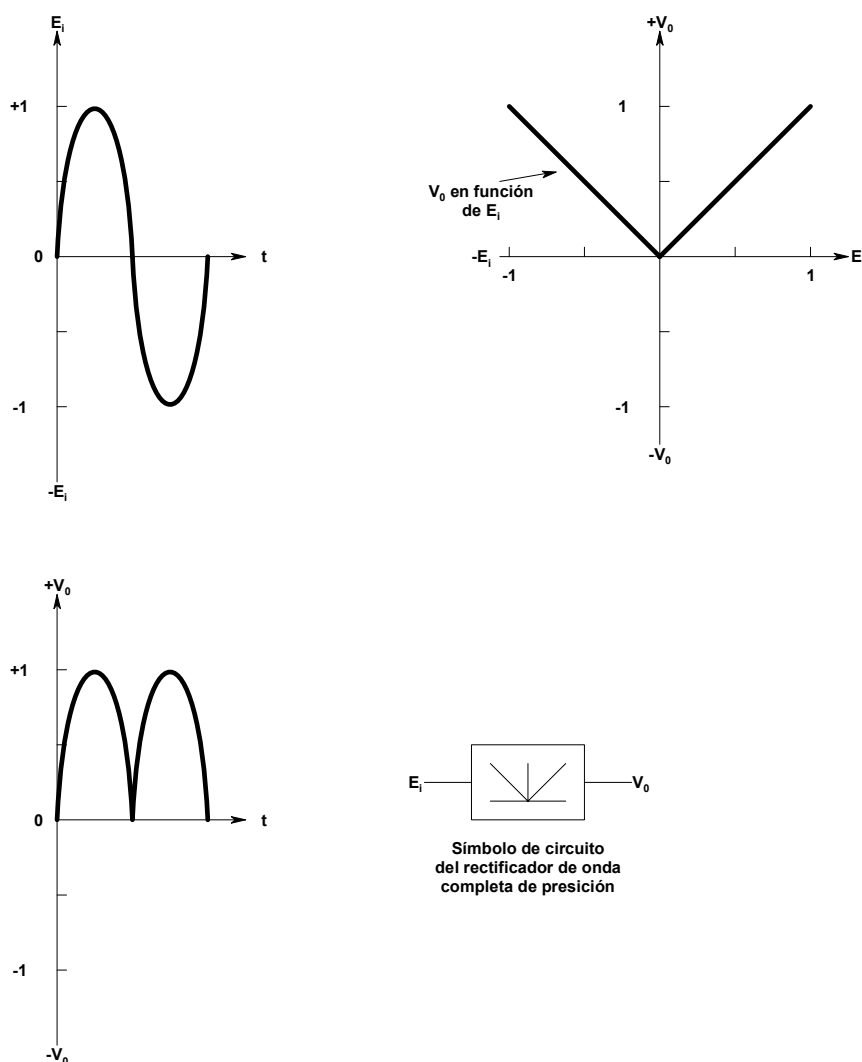 Ei
+1
0
t
-1
-Ei
+V0
1
V0 en función
de Ei
-Ei
-1
1
E
-1
-V0
+V0
+1
0
t
-1
-V0
Ei
V0
Símbolo de circuito
del rectificador de onda
completa de presición